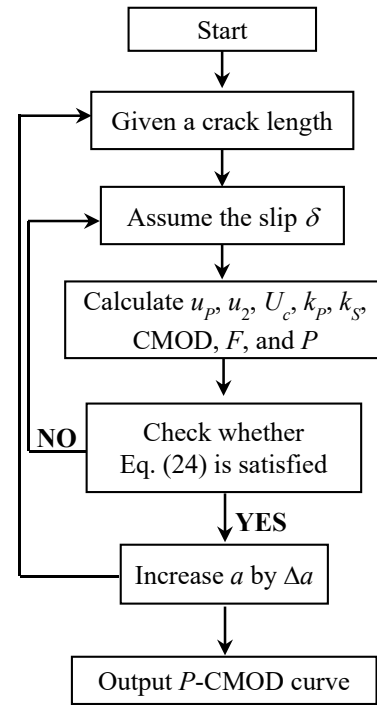 Start
Given a crack length
Assume the slip δ
Calculate u_P, u_2, U_c, k_P, k_S,
CMOD, F, and P
NO
Check whether
Eq. (24) is satisfied
YES
Increase a by Δa
Output P-CMOD curve